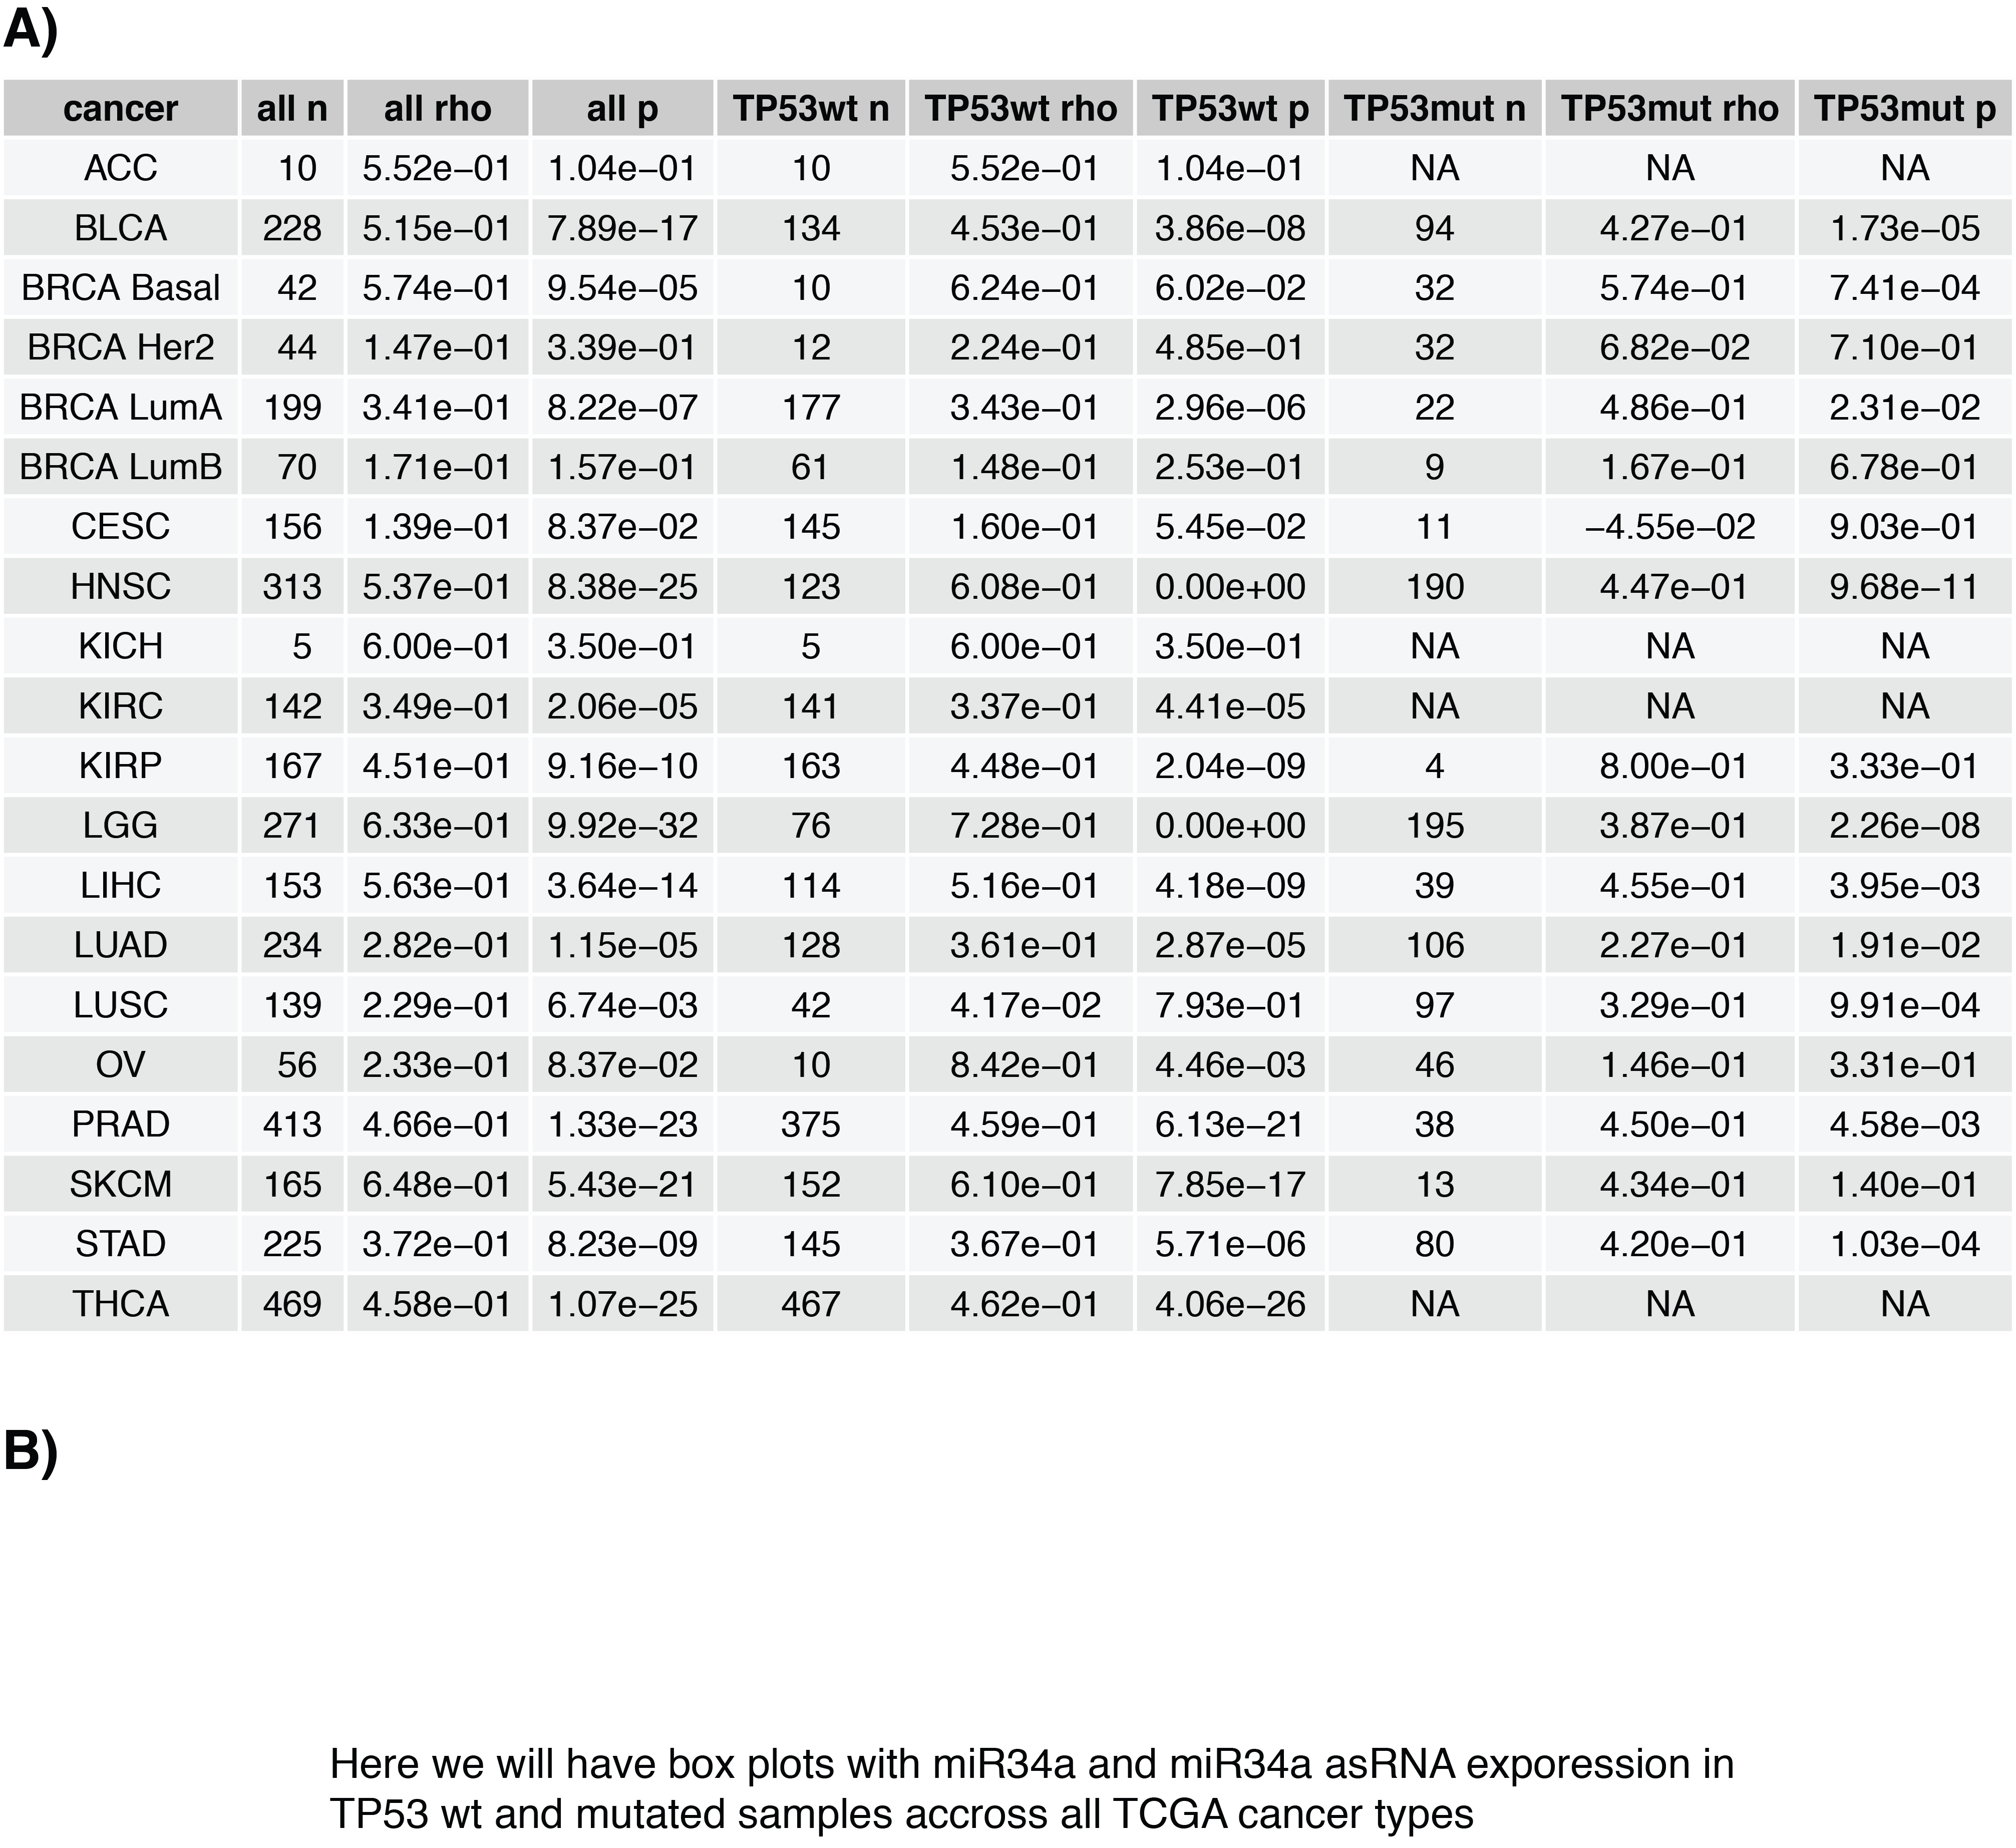 A)
cancer all n all rho all p TP53wt n TP53wt rho TP53wt p TP53mut n TP53mut rho TP53mut p
ACC 10 5.52e−01 1.04e−01 10 5.52e−01 1.04e−01 NA NA NA
BLCA 228 5.15e−01 7.89e−17 134 4.53e−01 3.86e−08 94 4.27e−01 1.73e−05
BRCA Basal 42 5.74e−01 9.54e−05 10 6.24e−01 6.02e−02 32 5.74e−01 7.41e−04
BRCA Her2 44 1.47e−01 3.39e−01 12 2.24e−01 4.85e−01 32 6.82e−02 7.10e−01
BRCA LumA 199 3.41e−01 8.22e−07 177 3.43e−01 2.96e−06 22 4.86e−01 2.31e−02
BRCA LumB 70 1.71e−01 1.57e−01 61 1.48e−01 2.53e−01 9 1.67e−01 6.78e−01
CESC 156 1.39e−01 8.37e−02 145 1.60e−01 5.45e−02 11 −4.55e−02 9.03e−01
HNSC 313 5.37e−01 8.38e−25 123 6.08e−01 0.00e+00 190 4.47e−01 9.68e−11
KICH 5 6.00e−01 3.50e−01 5 6.00e−01 3.50e−01 NA NA NA
KIRC 142 3.49e−01 2.06e−05 141 3.37e−01 4.41e−05 NA NA NA
KIRP 167 4.51e−01 9.16e−10 163 4.48e−01 2.04e−09 4 8.00e−01 3.33e−01
LGG 271 6.33e−01 9.92e−32 76 7.28e−01 0.00e+00 195 3.87e−01 2.26e−08
LIHC 153 5.63e−01 3.64e−14 114 5.16e−01 4.18e−09 39 4.55e−01 3.95e−03
LUAD 234 2.82e−01 1.15e−05 128 3.61e−01 2.87e−05 106 2.27e−01 1.91e−02
LUSC 139 2.29e−01 6.74e−03 42 4.17e−02 7.93e−01 97 3.29e−01 9.91e−04
OV 56 2.33e−01 8.37e−02 10 8.42e−01 4.46e−03 46 1.46e−01 3.31e−01
PRAD 413 4.66e−01 1.33e−23 375 4.59e−01 6.13e−21 38 4.50e−01 4.58e−03
SKCM 165 6.48e−01 5.43e−21 152 6.10e−01 7.85e−17 13 4.34e−01 1.40e−01
STAD 225 3.72e−01 8.23e−09 145 3.67e−01 5.71e−06 80 4.20e−01 1.03e−04
THCA 469 4.58e−01 1.07e−25 467 4.62e−01 4.06e−26 NA NA NA
B)
Here we will have box plots with miR34a and miR34a asRNA exporession in
TP53 wt and mutated samples accross all TCGA cancer types